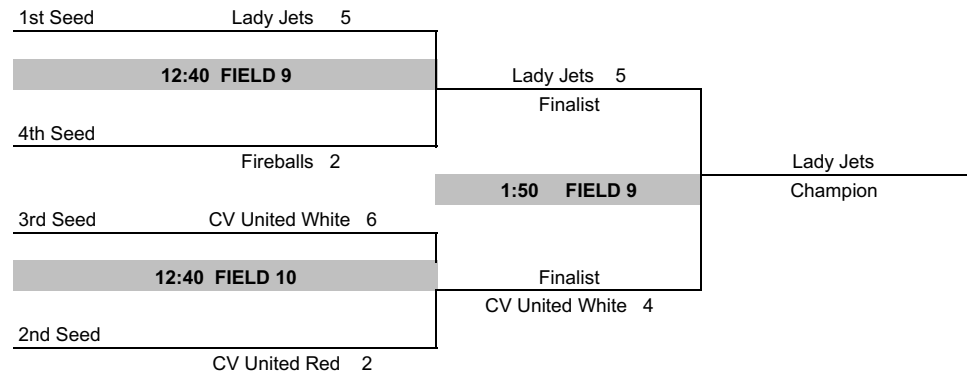 1st Seed Lady Jets 5
12:40 FIELD 9
Lady Jets 5
Finalist
4th Seed
Fireballs 2
Lady Jets
1:50 FIELD 9
Champion
3rd Seed CV United White 6
12:40 FIELD 10
Finalist
CV United White 4
2nd Seed
CV United Red 2